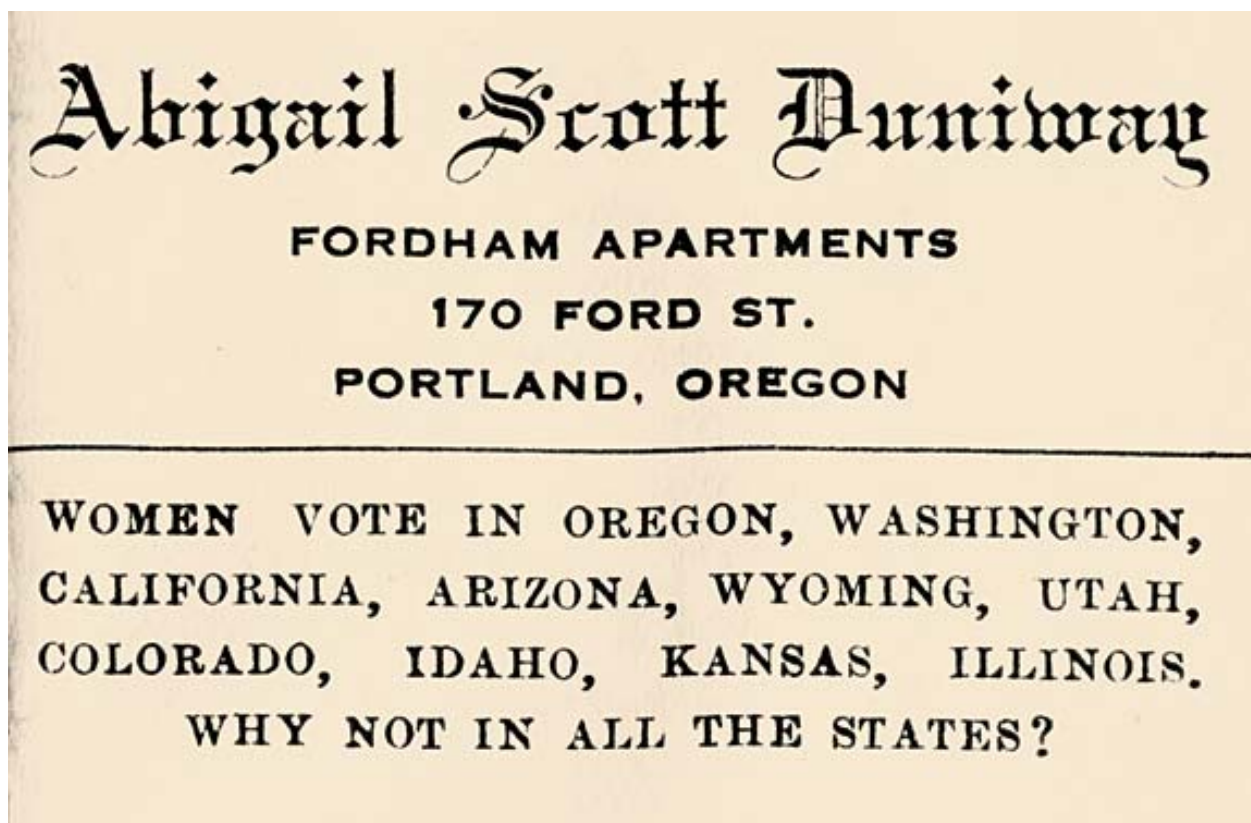 Abigail Scott Duniway
FORDHAM APARTMENTS
170 FORD ST.
PORTLAND, OREGON
WOMEN VOTE IN OREGON, WASHINGTON,
CALIFORNIA, ARIZONA, WYOMING, UTAH,
COLORADO, IDAHO, KANSAS, ILLINOIS.
WHY NOT IN ALL THE STATES?